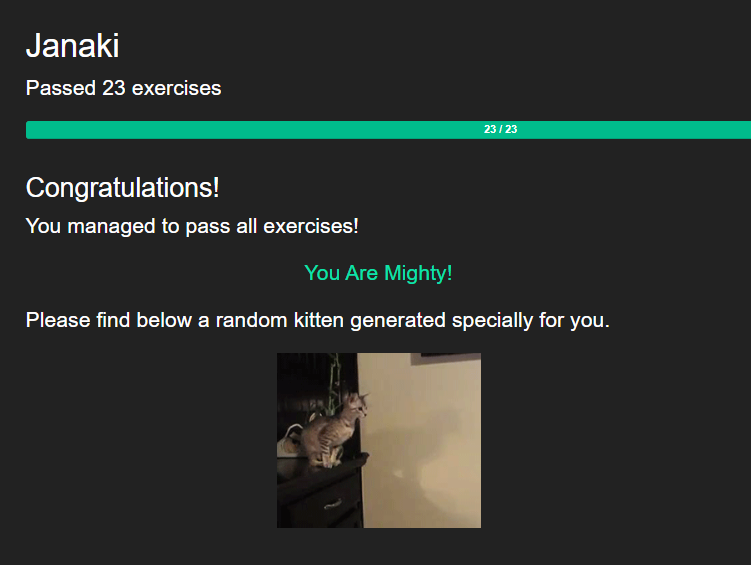 Janaki
Passed 23 exercises
23 / 23
Congratulations!
You managed to pass all exercises!
You Are Mighty!
Please find below a random kitten generated specially for you.